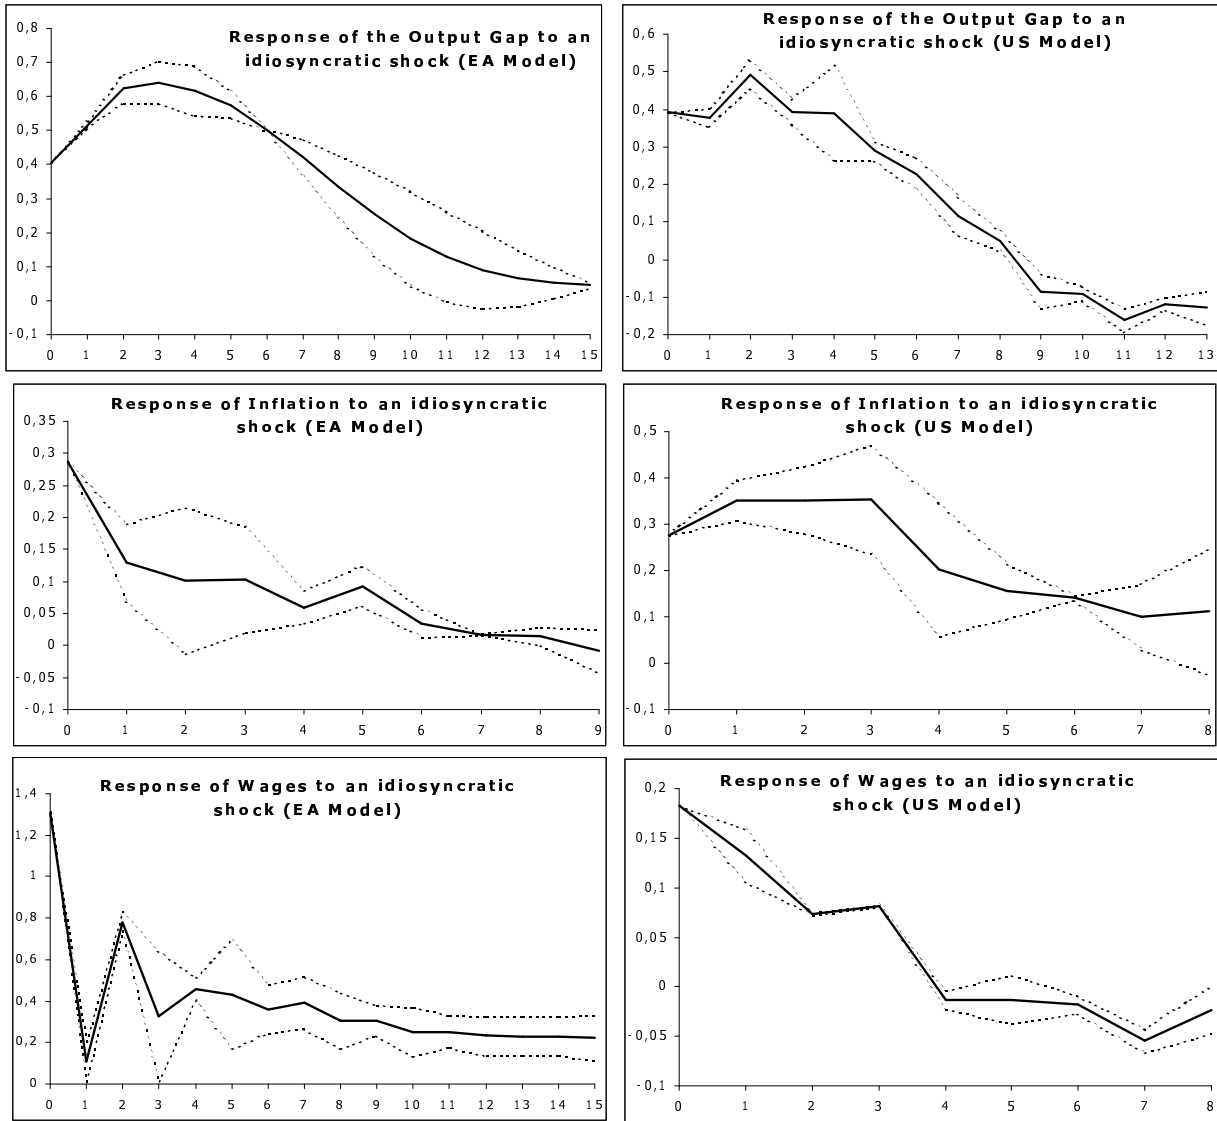 Response of the Output Gap to an
idiosyncratic shock (EA Model)
0,8
0,7
0,6
0,5
0,4
0,3
0,2
0,1
0
-0,1
0 1 2 3 4 5 6 7 8 9 10 11 12 13 14 15
Response of the Output Gap to an
idiosyncratic shock (US Model)
0,6
0,5
0,4
0,3
0,2
0,1
0
-0,1
-0,2
0 1 2 3 4 5 6 7 8 9 10 11 12 13
Response of Inflation to an idiosyncratic
shock (EA Model)
0,35
0,3
0,25
0,2
0,15
0,1
0,05
0
-0,05
-0,1
0 1 2 3 4 5 6 7 8 9
Response of Inflation to an idiosyncratic
shock (US Model)
0,5
0,4
0,3
0,2
0,1
0
-0,1
0 1 2 3 4 5 6 7 8
Response of Wages to an idiosyncratic
shock (EA Model)
1,4
1,2
1
0,8
0,6
0,4
0,2
0
0 1 2 3 4 5 6 7 8 9 10 11 12 13 14 15
Response of Wages to an idiosyncratic
shock (US Model)
0,2
0,15
0,1
0,05
0
-0,05
-0,1
0 1 2 3 4 5 6 7 8